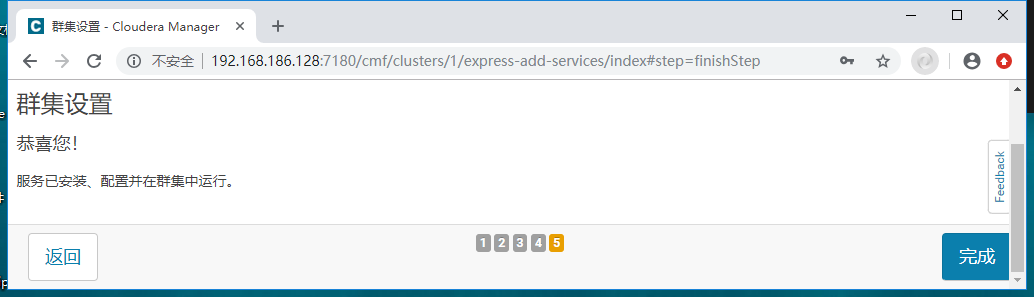 群集设置 - Cloudera Manager
不安全 192.168.186.128:7180/cmf/clusters/1/express-add-services/index#step=finishStep
群集设置
恭喜您！
服务已安装、配置并在群集中运行。
Feedback
返回 1 2 3 4 5 完成